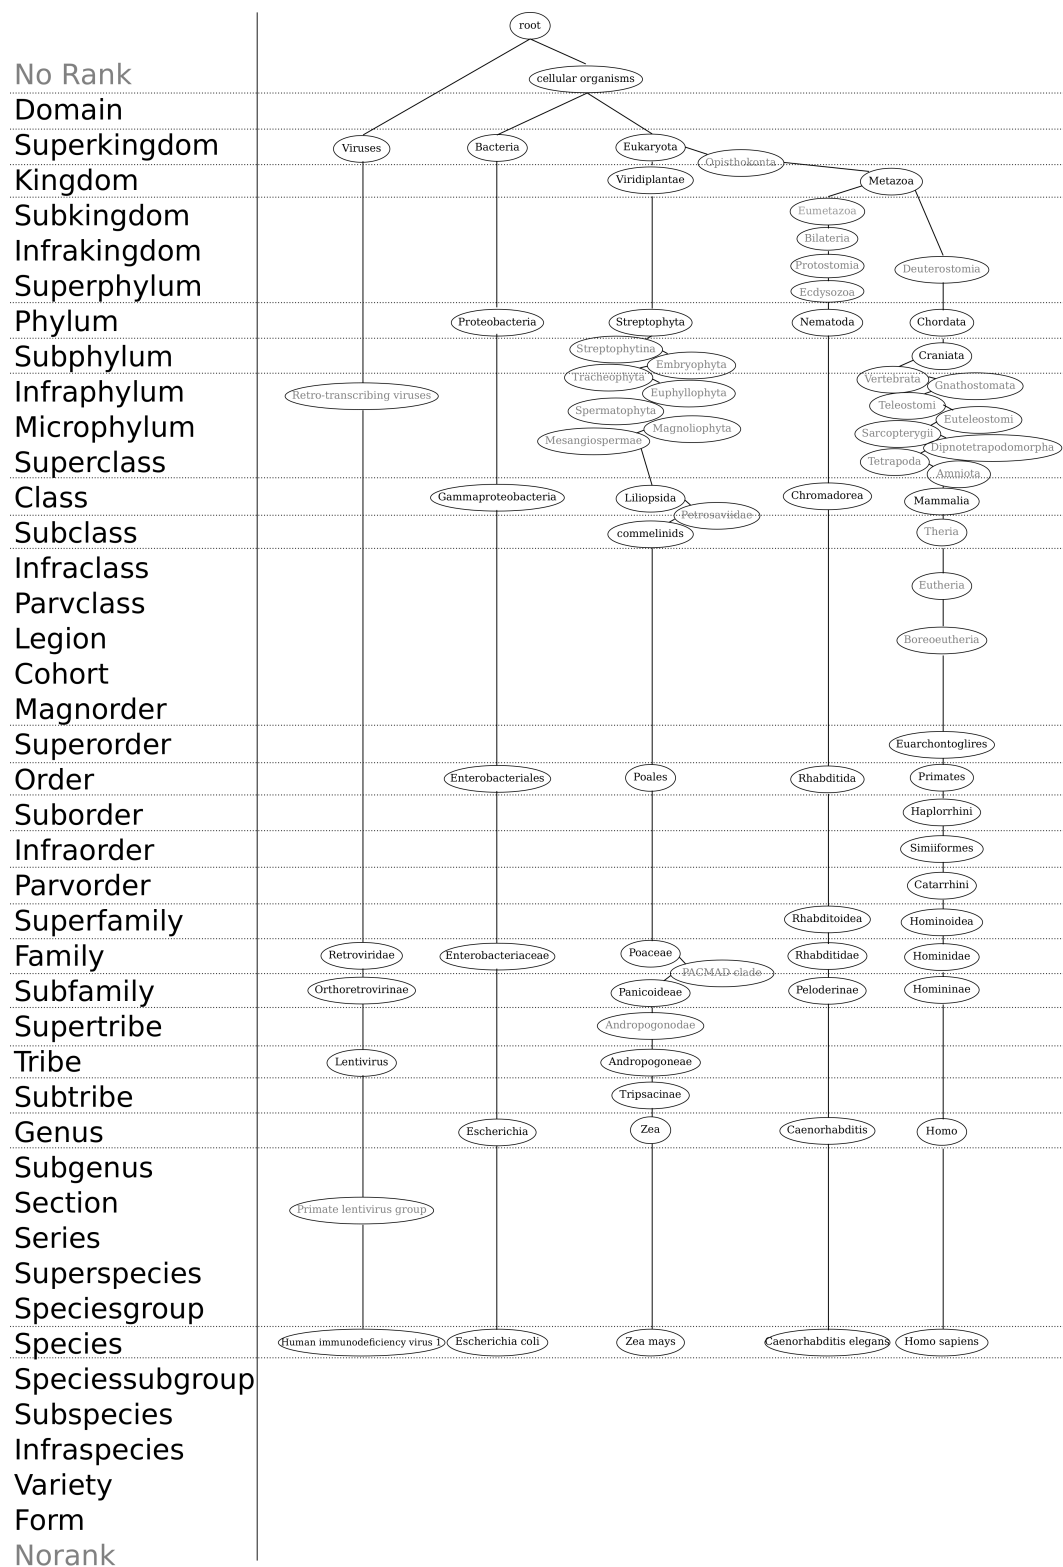 root
No Rank
cellular organisms
Domain
Superkingdom
Viruses
Bacteria
Eukaryota
Opisthokonta
Kingdom
Viridiplantae
Metazoa
Subkingdom
Eumetazoa
Infrakingdom
Bilateria
Superphylum
Protostomia
Deuterostomia
Ecdysozoa
Phylum
Proteobacteria
Streptophyta
Nematoda
Chordata
Subphylum
Streptophytina
Craniata
Embryophyta
Infraphylum
Tracheophyta
Vertebrata
Gnathostomata
Retro-transcribing viruses
Euphyllophyta
Teleostomi
Microphylum
Spermatophyta
Euteleostomi
Magnoliophyta
Sarcopterygii
Superclass
Mesangiospermae
Dipnotetrapodomorpha
Tetrapoda
Amniota
Class
Gammaproteobacteria
Liliopsida
Chromadorea
Mammalia
Petrosaviidae
Subclass
commelinids
Theria
Infraclass
Eutheria
Parvclass
Legion
Boreoeutheria
Cohort
Magnorder
Superorder
Euarchontoglires
Order
Enterobacteriales
Poales
Rhabditida
Primates
Suborder
Haplorrhini
Infraorder
Simiiformes
Parvorder
Catarrhini
Superfamily
Rhabditoidea
Hominoidea
Family
Retroviridae
Enterobacteriaceae
Poaceae
Rhabditidae
Hominidae
PACMAD clade
Subfamily
Orthoretrovirinae
Panicoideae
Peloderinae
Homininae
Supertribe
Andropogonodae
Tribe
Lentivirus
Andropogoneae
Subtribe
Tripsacinae
Genus
Escherichia
Zea
Caenorhabditis
Homo
Subgenus
Section
Primate lentivirus group
Series
Superspecies
Speciesgroup
Species
Human immunodeficiency virus 1
Escherichia coli
Zea mays
Caenorhabditis elegans
Homo sapiens
Speciessubgroup
Subspecies
Infraspecies
Variety
Form
Norank